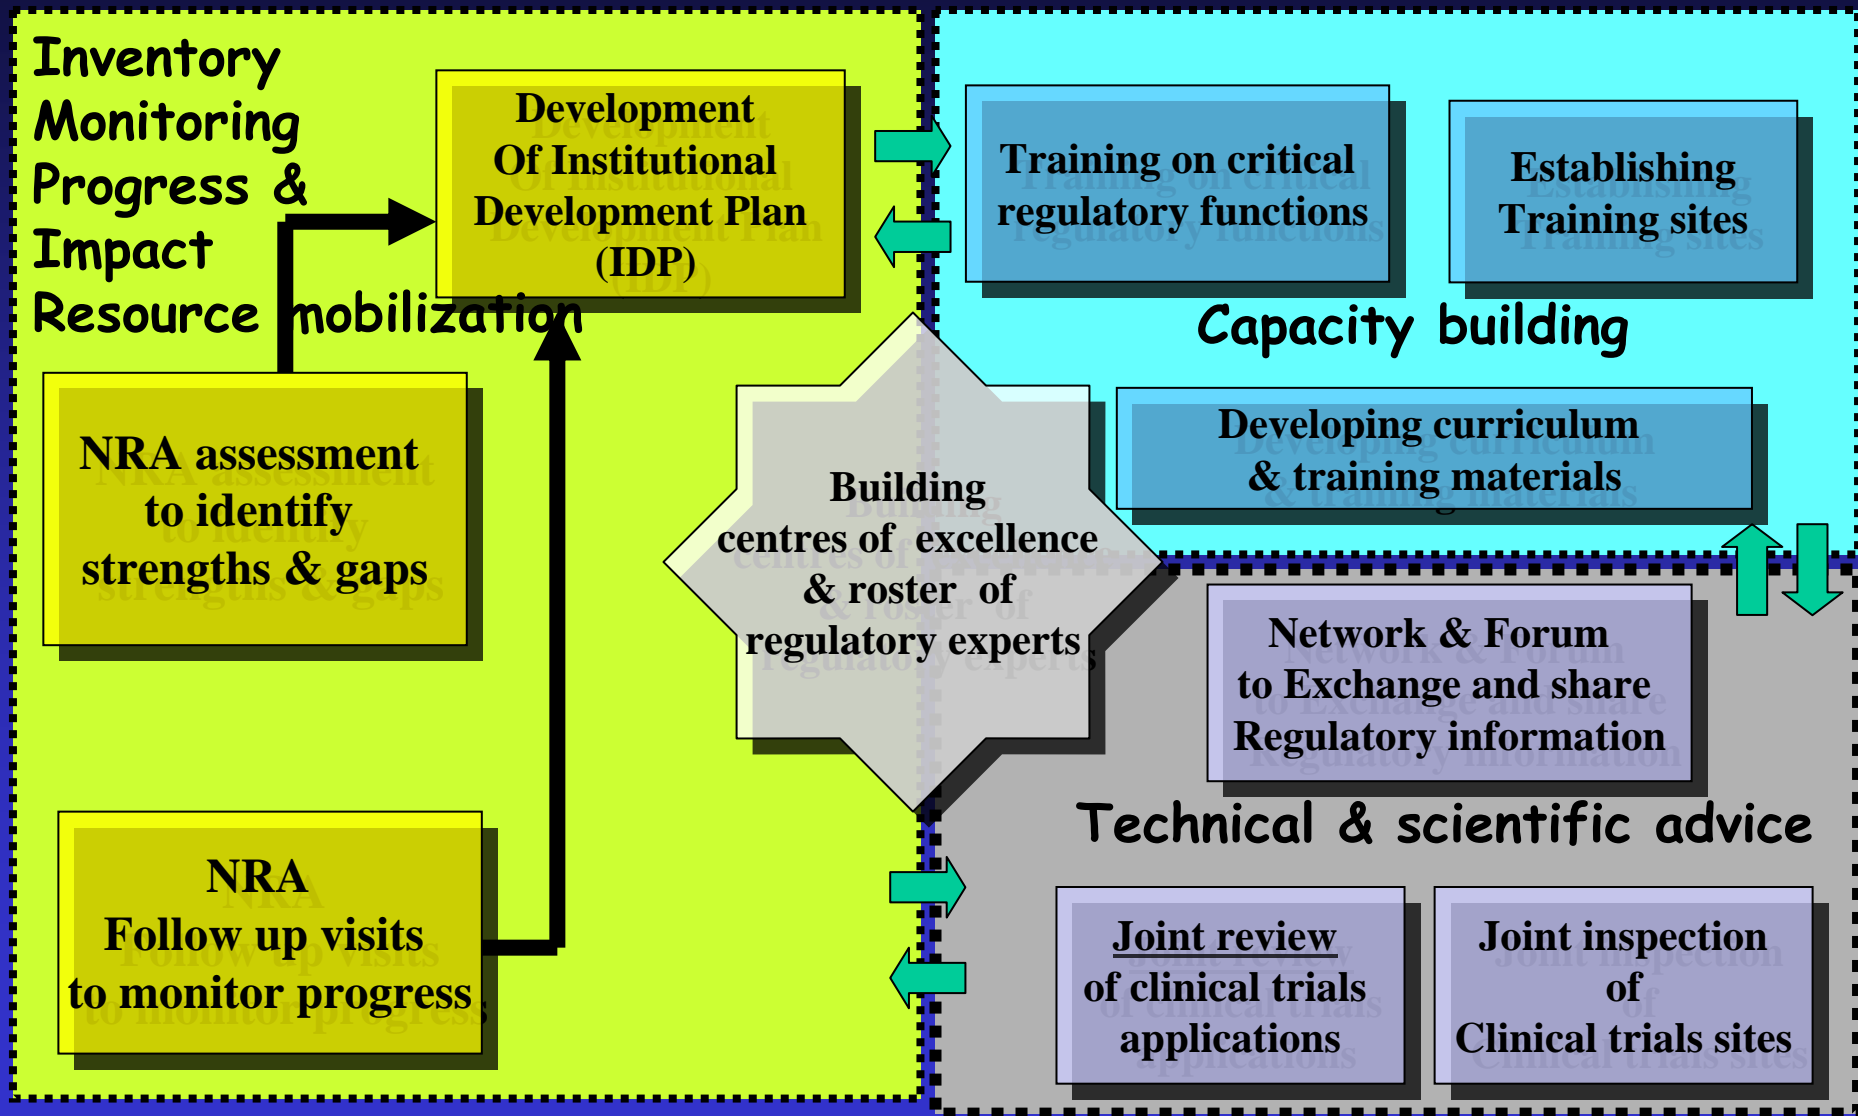 Inventory
Monitoring
Progress &
Impact
Resource mobilization
Development
Of Institutional
Development Plan
(IDP)
NRA assessment
to identify
strengths & gaps
NRA
Follow up visits
to monitor progress
Building
centres of excellence
& roster of
regulatory experts
Training on critical
regulatory functions
Establishing
Training sites
Capacity building
Developing curriculum
& training materials
Network & Forum
to Exchange and share
Regulatory information
Technical & scientific advice
Joint review
of clinical trials
applications
Joint inspection
of
Clinical trials sites